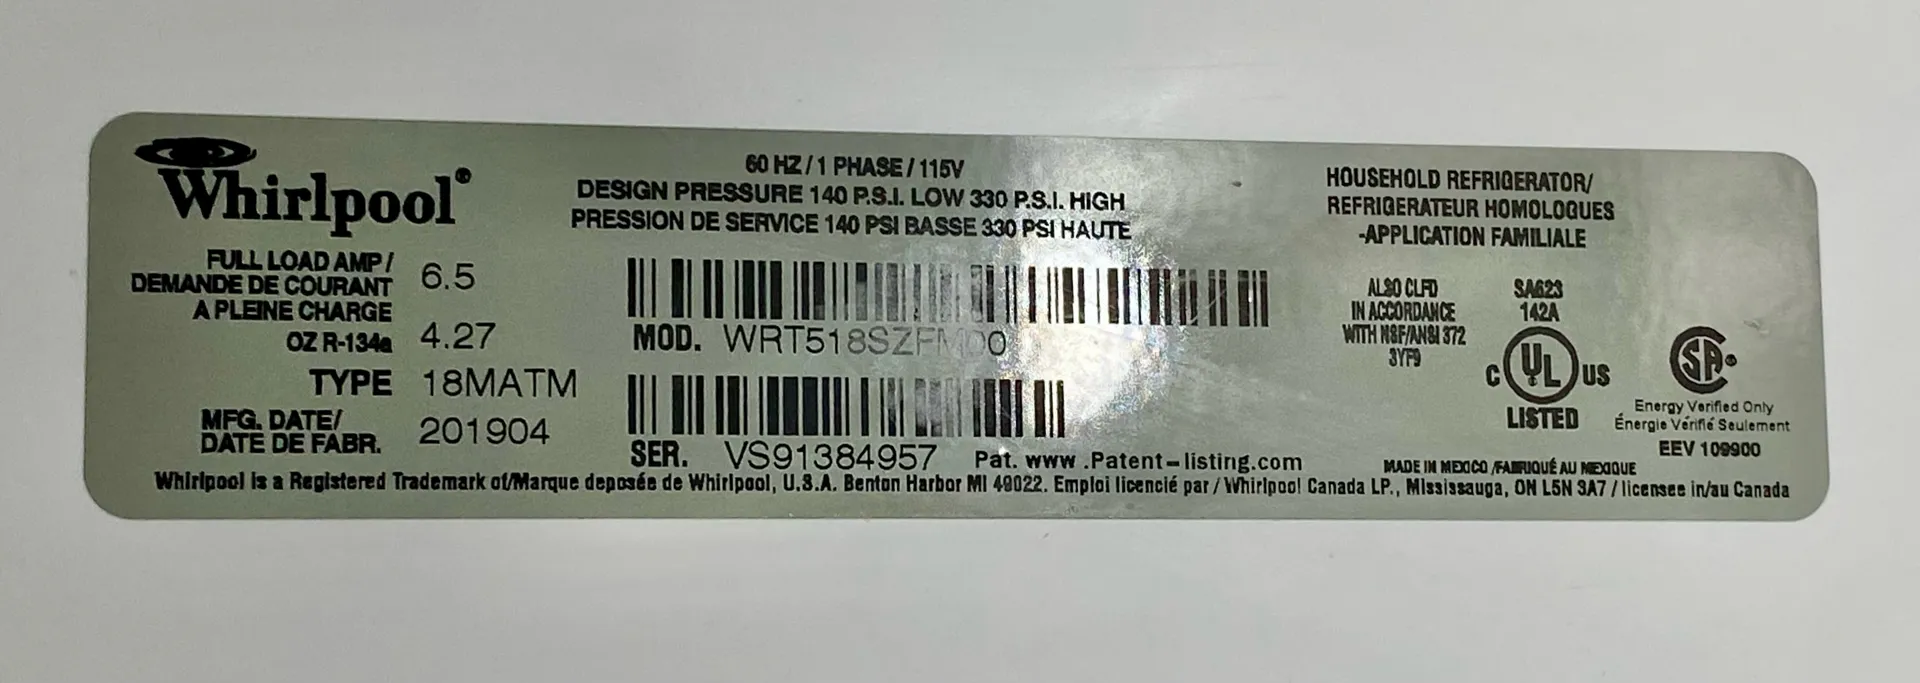 Whirlpool®
60 HZ / 1 PHASE / 115V
DESIGN PRESSURE 140 P.S.I. LOW 330 P.S.I. HIGH
PRESSION DE SERVICE 140 PSI BASSE 330 PSI HAUTE
FULL LOAD AMP / 6.5
DEMANDE DE COURANT
A PLEINE CHARGE
OZ R-134a 4.27
TYPE 18MATM
MFG. DATE/ 201904
DATE DE FABR.
MOD. WRT518SZFM00
SER. VS91384957
Pat. www .Patent-listing.com
HOUSEHOLD REFRIGERATOR/
REFRIGERATEUR HOMOLOGUES
-APPLICATION FAMILIALE
ALSO CLFD
IN ACCORDANCE
WITH NSF/ANSI 372
3YF9
SA623
142A
C UL US
LISTED
SA
Energy Verified Only
Énergie Vérifié Seulement
EEV 109900
MADE IN MEXICO /FABRIQUÉ AU MEXIQUE
Whirlpool is a Registered Trademark of/Marque deposée de Whirlpool, U.S.A. Benton Harbor MI 49022. Emploi licencié par / Whirlpool Canada LP., Mississauga, ON L5N 3A7 / licensee in/au Canada